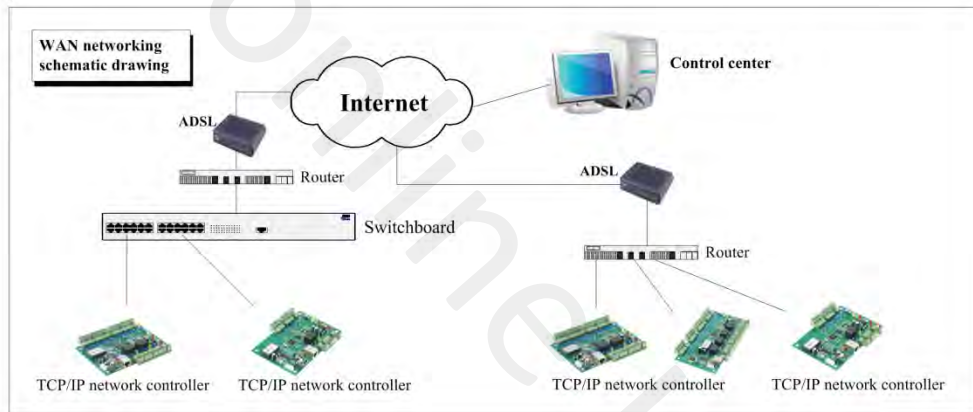 WAN networking
schematic drawing
Internet
Control center
ADSL
Router
Switchboard
ADSL
Router
TCP/IP network controller
TCP/IP network controller
TCP/IP network controller
TCP/IP network controller
online